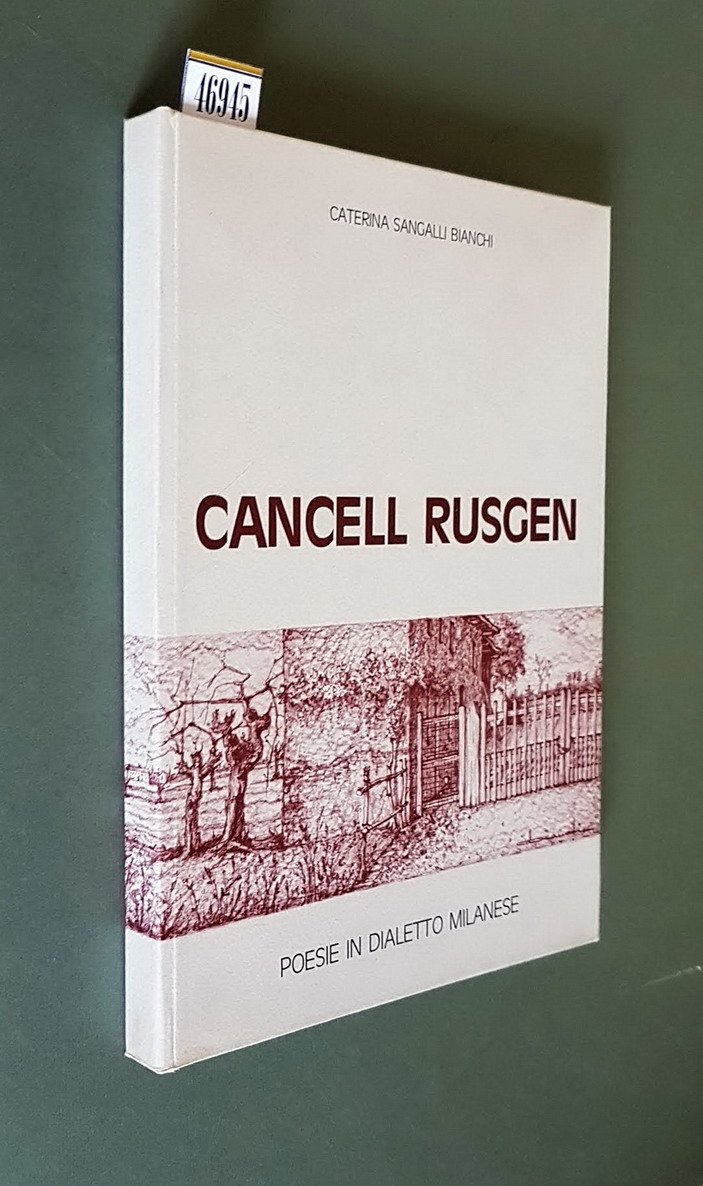 46945
CATERINA SANGALLI BIANCHI
CANCELL RUSGEN
POESIE IN DIALETTO MILANESE